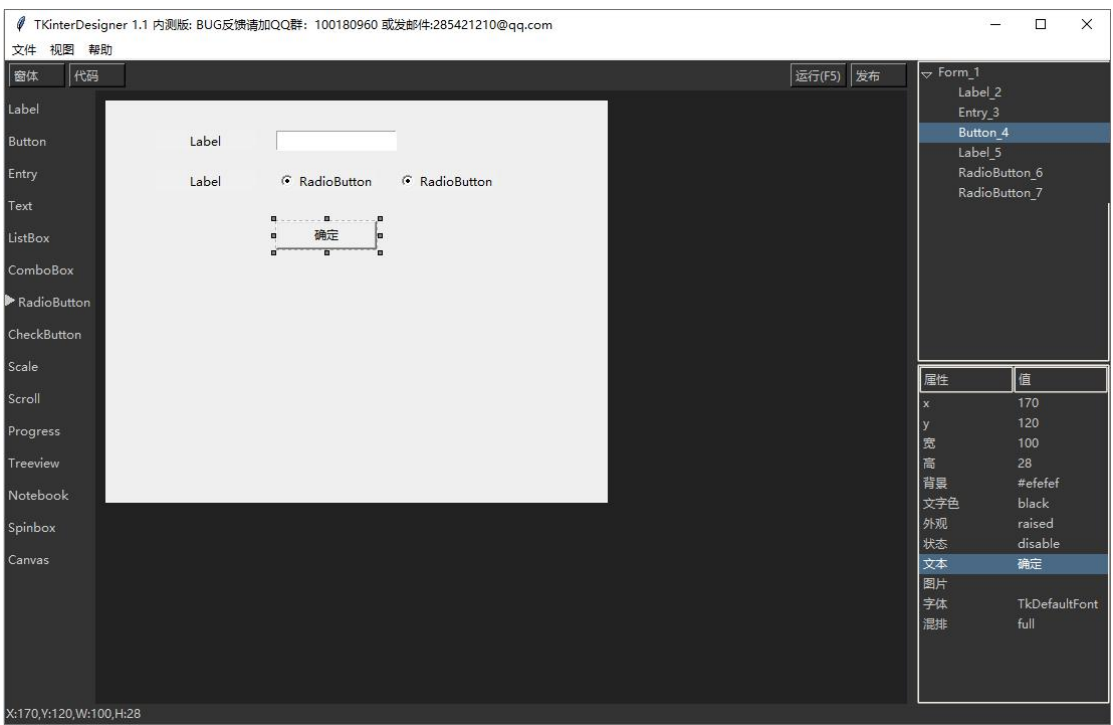 TKinterDesigner 1.1 内测版: BUG反馈请加QQ群：100180960 或发邮件:285421210@qq.com
文件 视图 帮助
窗体 代码 运行(F5) 发布
Label
Button
Entry
Text
ListBox
ComboBox
RadioButton
CheckButton
Scale
Scroll
Progress
Treeview
Notebook
Spinbox
Canvas
Label
Label RadioButton RadioButton
确定
Form_1
Label_2
Entry_3
Button_4
Label_5
RadioButton_6
RadioButton_7
属性 值
x 170
y 120
宽 100
高 28
背景 #efefef
文字色 black
外观 raised
状态 disable
文本 确定
图片
字体 TkDefaultFont
混排 full
X:170,Y:120,W:100,H:28